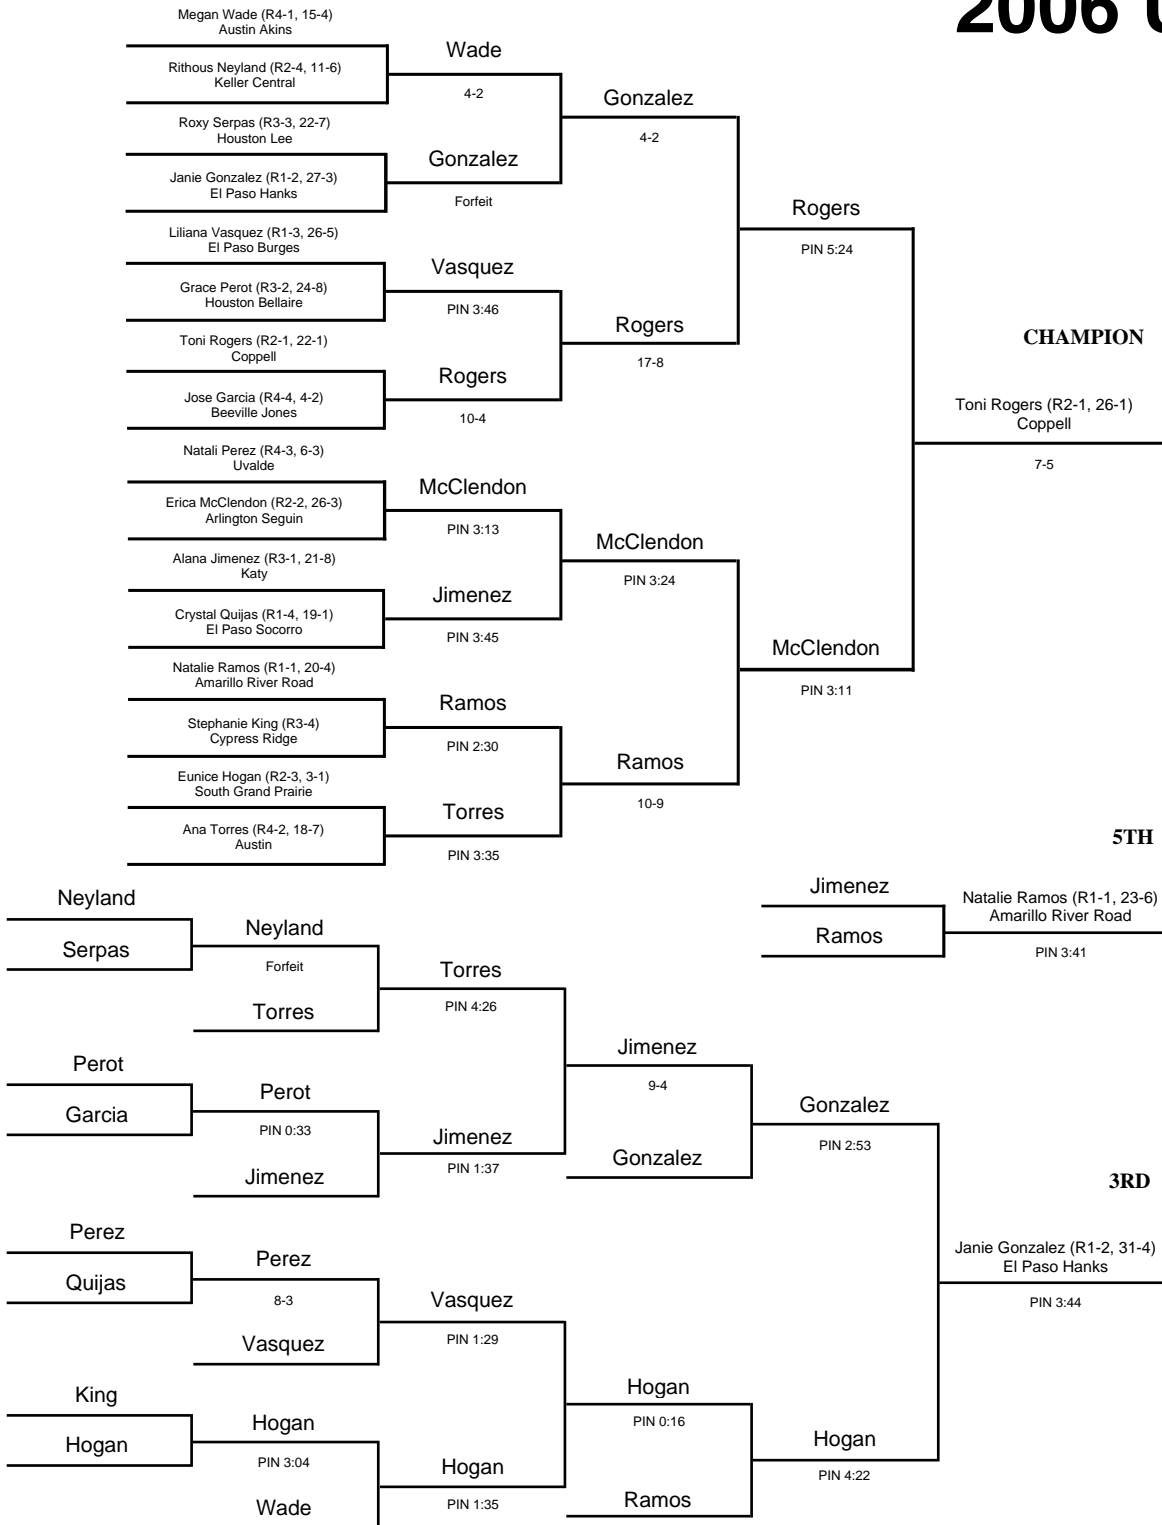 2006 U
Megan Wade (R4-1, 15-4)
Austin Akins
Rithous Neyland (R2-4, 11-6)
Keller Central
Roxy Serpas (R3-3, 22-7)
Houston Lee
Janie Gonzalez (R1-2, 27-3)
El Paso Hanks
Liliana Vasquez (R1-3, 26-5)
El Paso Burges
Grace Perot (R3-2, 24-8)
Houston Bellaire
Toni Rogers (R2-1, 22-1)
Coppell
Jose Garcia (R4-4, 4-2)
Beeville Jones
Natali Perez (R4-3, 6-3)
Uvalde
Erica McClendon (R2-2, 26-3)
Arlington Seguin
Alana Jimenez (R3-1, 21-8)
Katy
Crystal Quijas (R1-4, 19-1)
El Paso Socorro
Natalie Ramos (R1-1, 20-4)
Amarillo River Road
Stephanie King (R3-4)
Cypress Ridge
Eunice Hogan (R2-3, 3-1)
South Grand Prairie
Ana Torres (R4-2, 18-7)
Austin
Wade
4-2
Gonzalez
Forfeit
Vasquez
PIN 3:46
Rogers
10-4
McClendon
PIN 3:13
Jimenez
PIN 3:45
Ramos
PIN 2:30
Torres
PIN 3:35
Gonzalez
4-2
Rogers
17-8
McClendon
PIN 3:24
Ramos
10-9
Rogers
PIN 5:24
McClendon
PIN 3:11
CHAMPION
Toni Rogers (R2-1, 26-1)
Coppell
7-5
5TH
Jimenez
Ramos
Natalie Ramos (R1-1, 23-6)
Amarillo River Road
PIN 3:41
Neyland
Serpas
Perot
Garcia
Perez
Quijas
King
Hogan
Neyland
Forfeit
Torres
Perot
PIN 0:33
Jimenez
Perez
8-3
Vasquez
Hogan
PIN 3:04
Wade
Torres
PIN 4:26
Jimenez
PIN 1:37
Vasquez
PIN 1:29
Hogan
PIN 1:35
Jimenez
9-4
Gonzalez
Hogan
PIN 0:16
Ramos
Gonzalez
PIN 2:53
Hogan
PIN 4:22
3RD
Janie Gonzalez (R1-2, 31-4)
El Paso Hanks
PIN 3:44